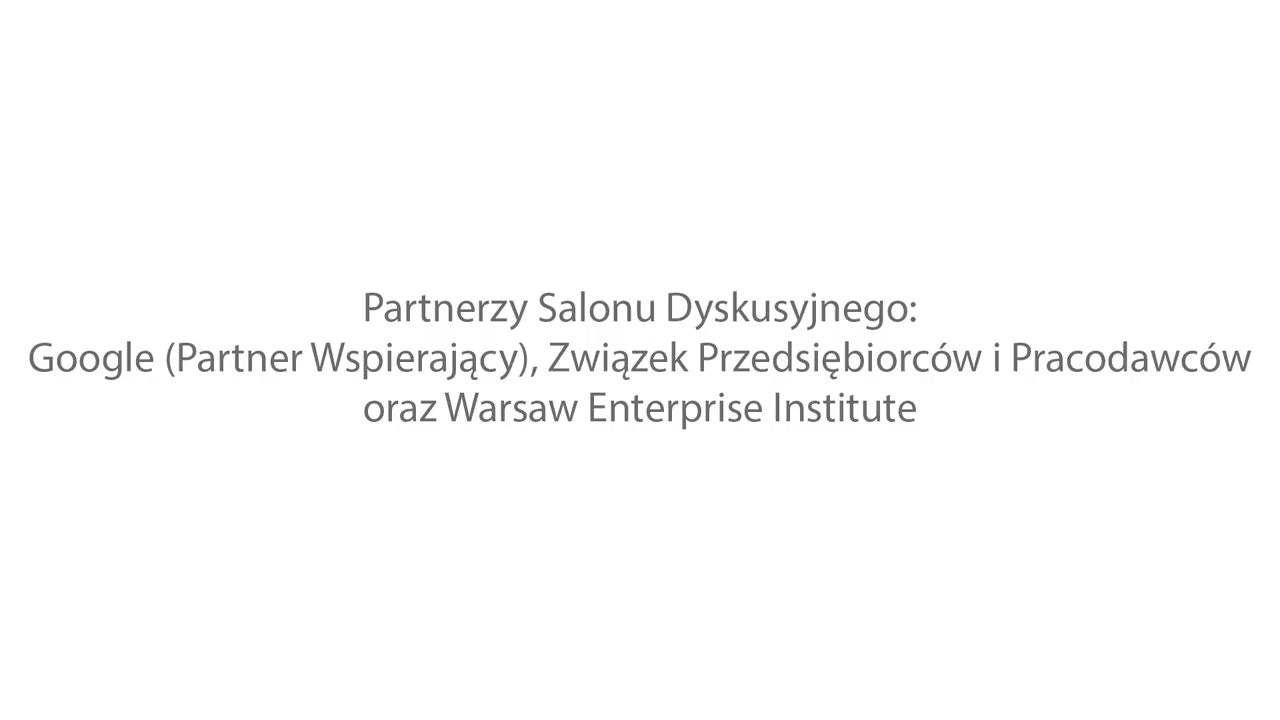 Partnerzy Salonu Dyskusyjnego:
Google (Partner Wspierający), Związek Przedsiębiorców i Pracodawców
oraz Warsaw Enterprise Institute